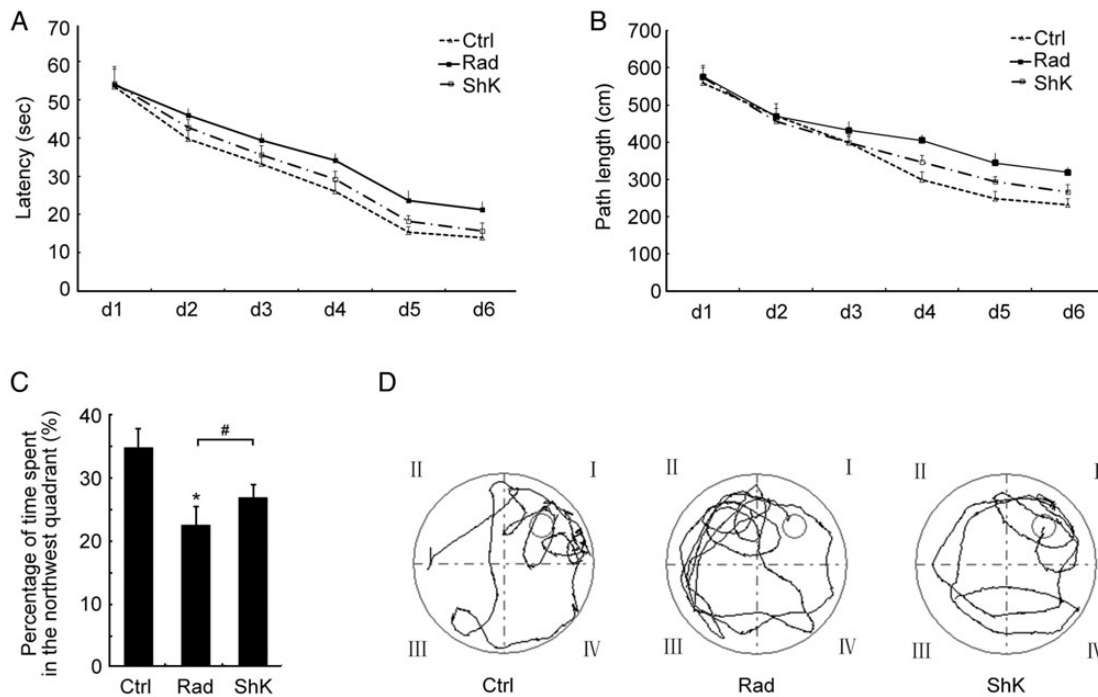 A
70
60
50
40
30
20
10
0
Latency (sec)
Ctrl
Rad
ShK
d1 d2 d3 d4 d5 d6
B
700
600
500
400
300
200
100
0
Path length (cm)
Ctrl
Rad
ShK
d1 d2 d3 d4 d5 d6
C
40
30
20
10
0
Percentage of time spent
in the northwest quadrant (%)
*
#
Ctrl Rad ShK
D
II I
III IV
Ctrl
II I
III IV
Rad
II I
III IV
ShK